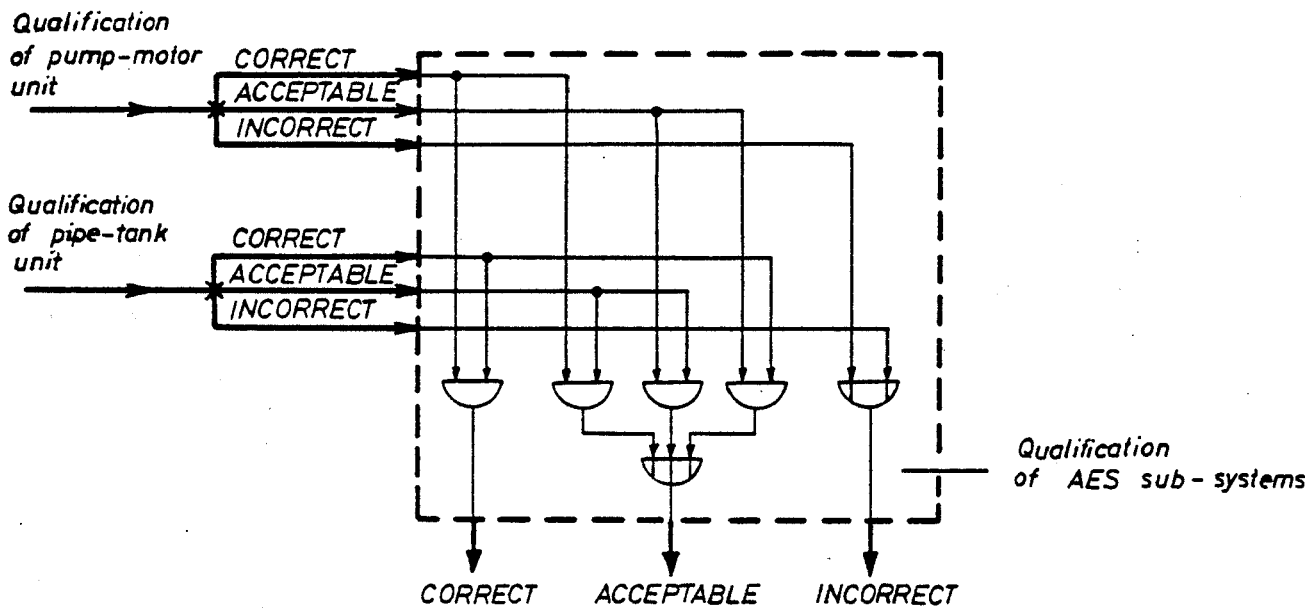 Qualification
of pump-motor
unit
CORRECT
ACCEPTABLE
INCORRECT
Qualification
of pipe-tank
unit
CORRECT
ACCEPTABLE
INCORRECT
Qualification
of AES sub-systems
CORRECT
ACCEPTABLE
INCORRECT